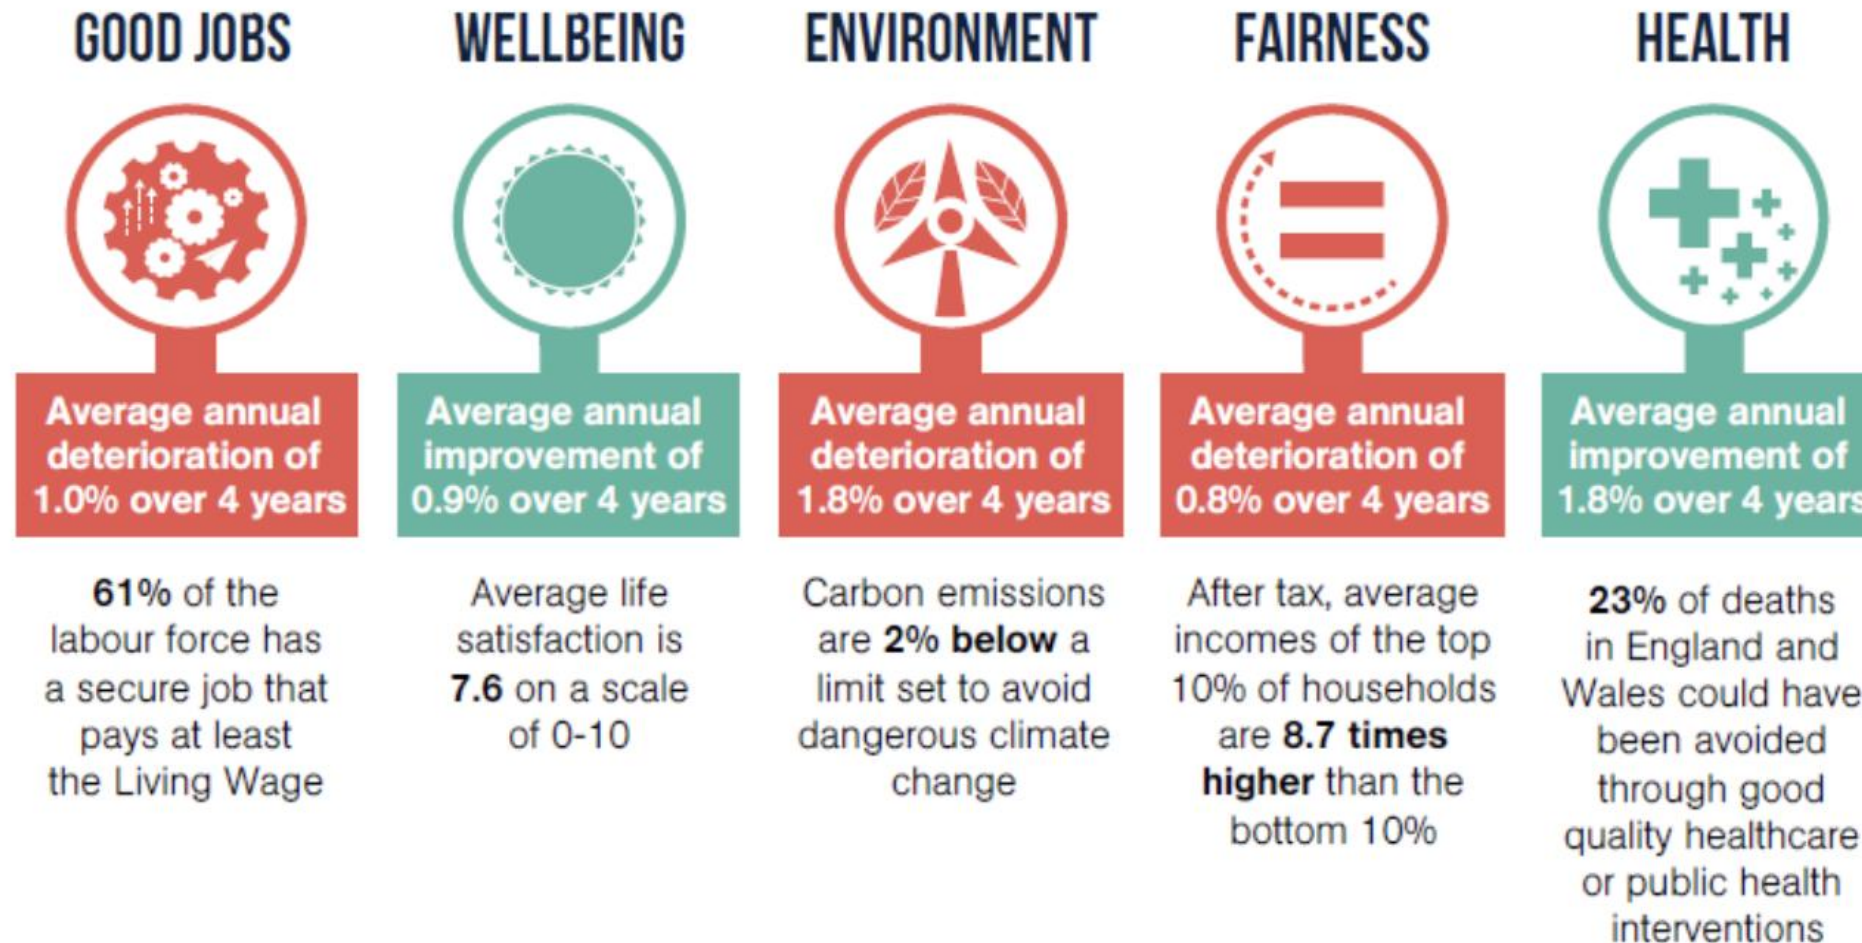 GOOD JOBS
Average annual
deterioration of
1.0% over 4 years
61% of the
labour force has
a secure job that
pays at least
the Living Wage
WELLBEING
Average annual
improvement of
0.9% over 4 years
Average life
satisfaction is
7.6 on a scale
of 0-10
ENVIRONMENT
Average annual
deterioration of
1.8% over 4 years
Carbon emissions
are 2% below a
limit set to avoid
dangerous climate
change
FAIRNESS
Average annual
deterioration of
0.8% over 4 years
After tax, average
incomes of the top
10% of households
are 8.7 times
higher than the
bottom 10%
HEALTH
Average annual
improvement of
1.8% over 4 years
23% of deaths
in England and
Wales could have
been avoided
through good
quality healthcare
or public health
interventions